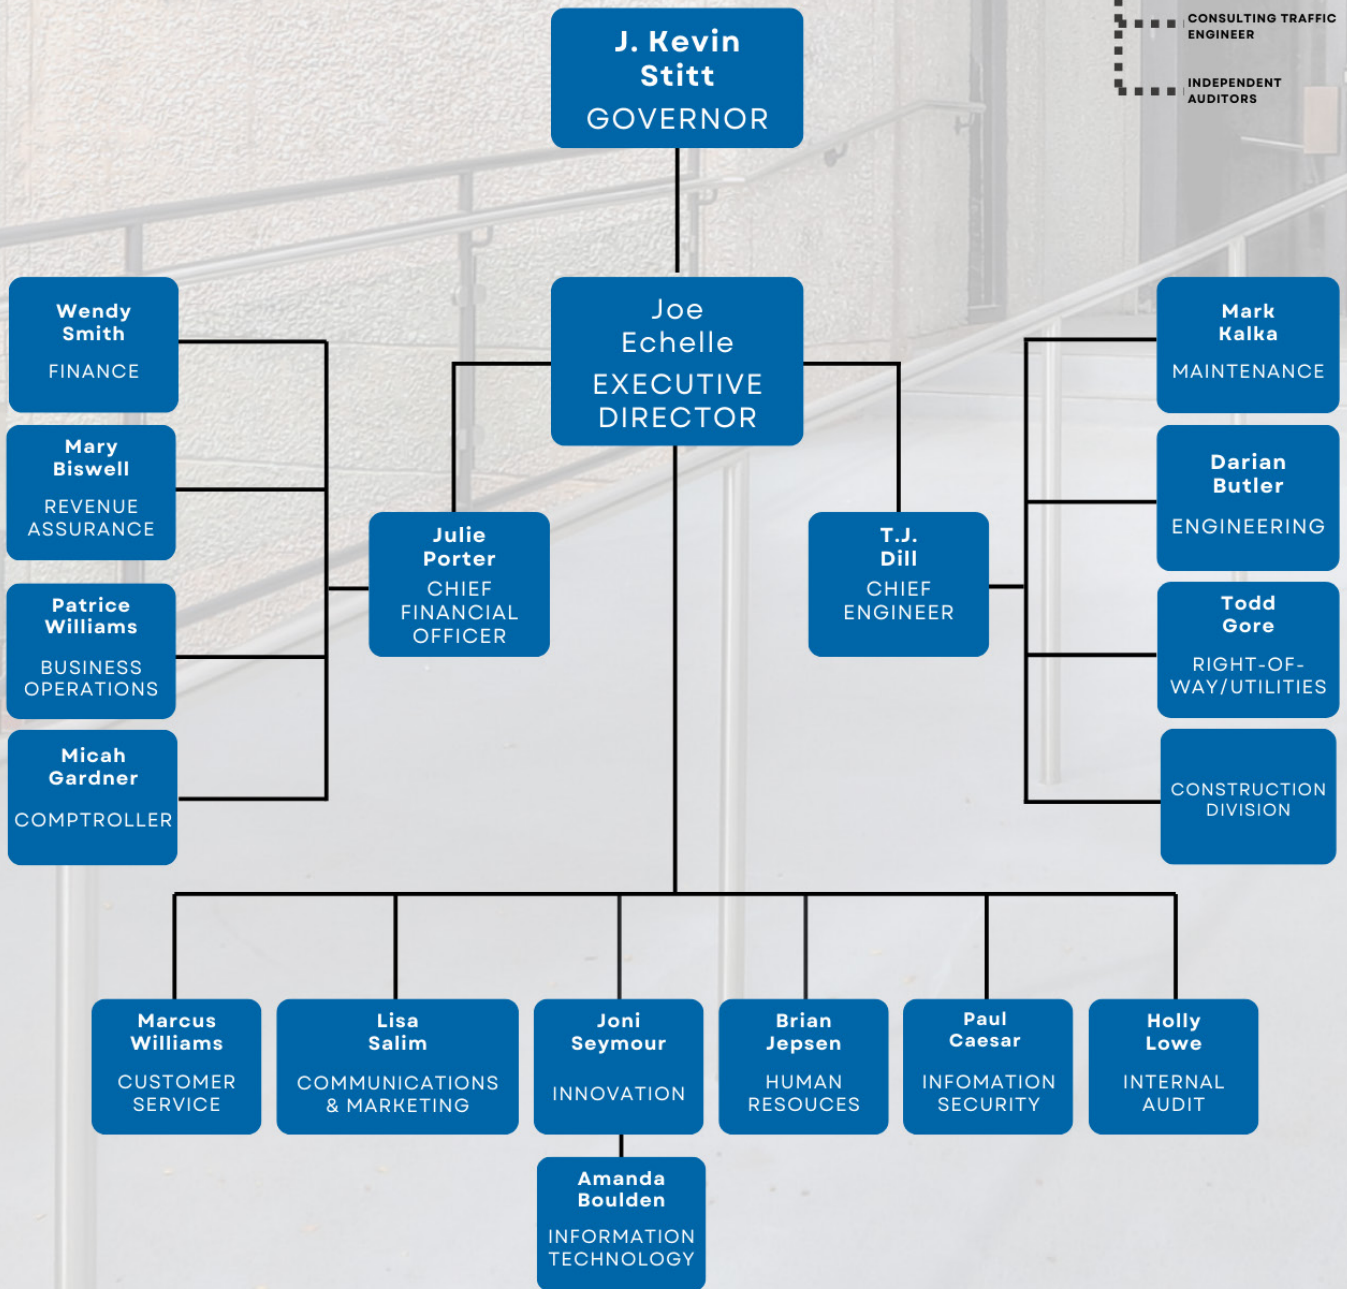 CONSULTING TRAFFIC
ENGINEER
INDEPENDENT
AUDITORS
J. Kevin
Stitt
GOVERNOR
Joe
Echelle
EXECUTIVE
DIRECTOR
Wendy
Smith
FINANCE
Mary
Biswell
REVENUE
ASSURANCE
Patrice
Williams
BUSINESS
OPERATIONS
Micah
Gardner
COMPTROLLER
Julie
Porter
CHIEF
FINANCIAL
OFFICER
T.J.
Dill
CHIEF
ENGINEER
Mark
Kalka
MAINTENANCE
Darian
Butler
ENGINEERING
Todd
Gore
RIGHT-OF-
WAY/UTILITIES
CONSTRUCTION
DIVISION
Marcus
Williams
CUSTOMER
SERVICE
Lisa
Salim
COMMUNICATIONS
& MARKETING
Joni
Seymour
INNOVATION
Brian
Jepsen
HUMAN
RESOUCES
Paul
Caesar
INFOMATION
SECURITY
Holly
Lowe
INTERNAL
AUDIT
Amanda
Boulden
INFORMATION
TECHNOLOGY